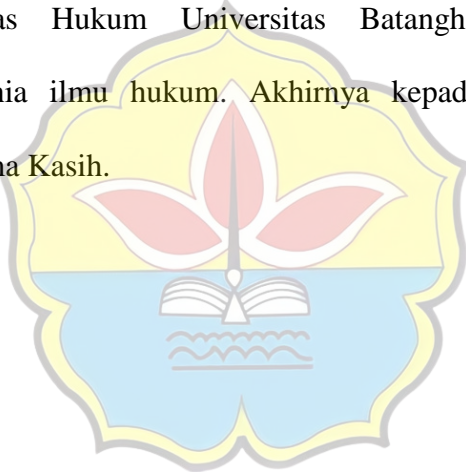 as Hukum Universitas Batangh
nia ilmu hukum. Akhirnya kepad
na Kasih.